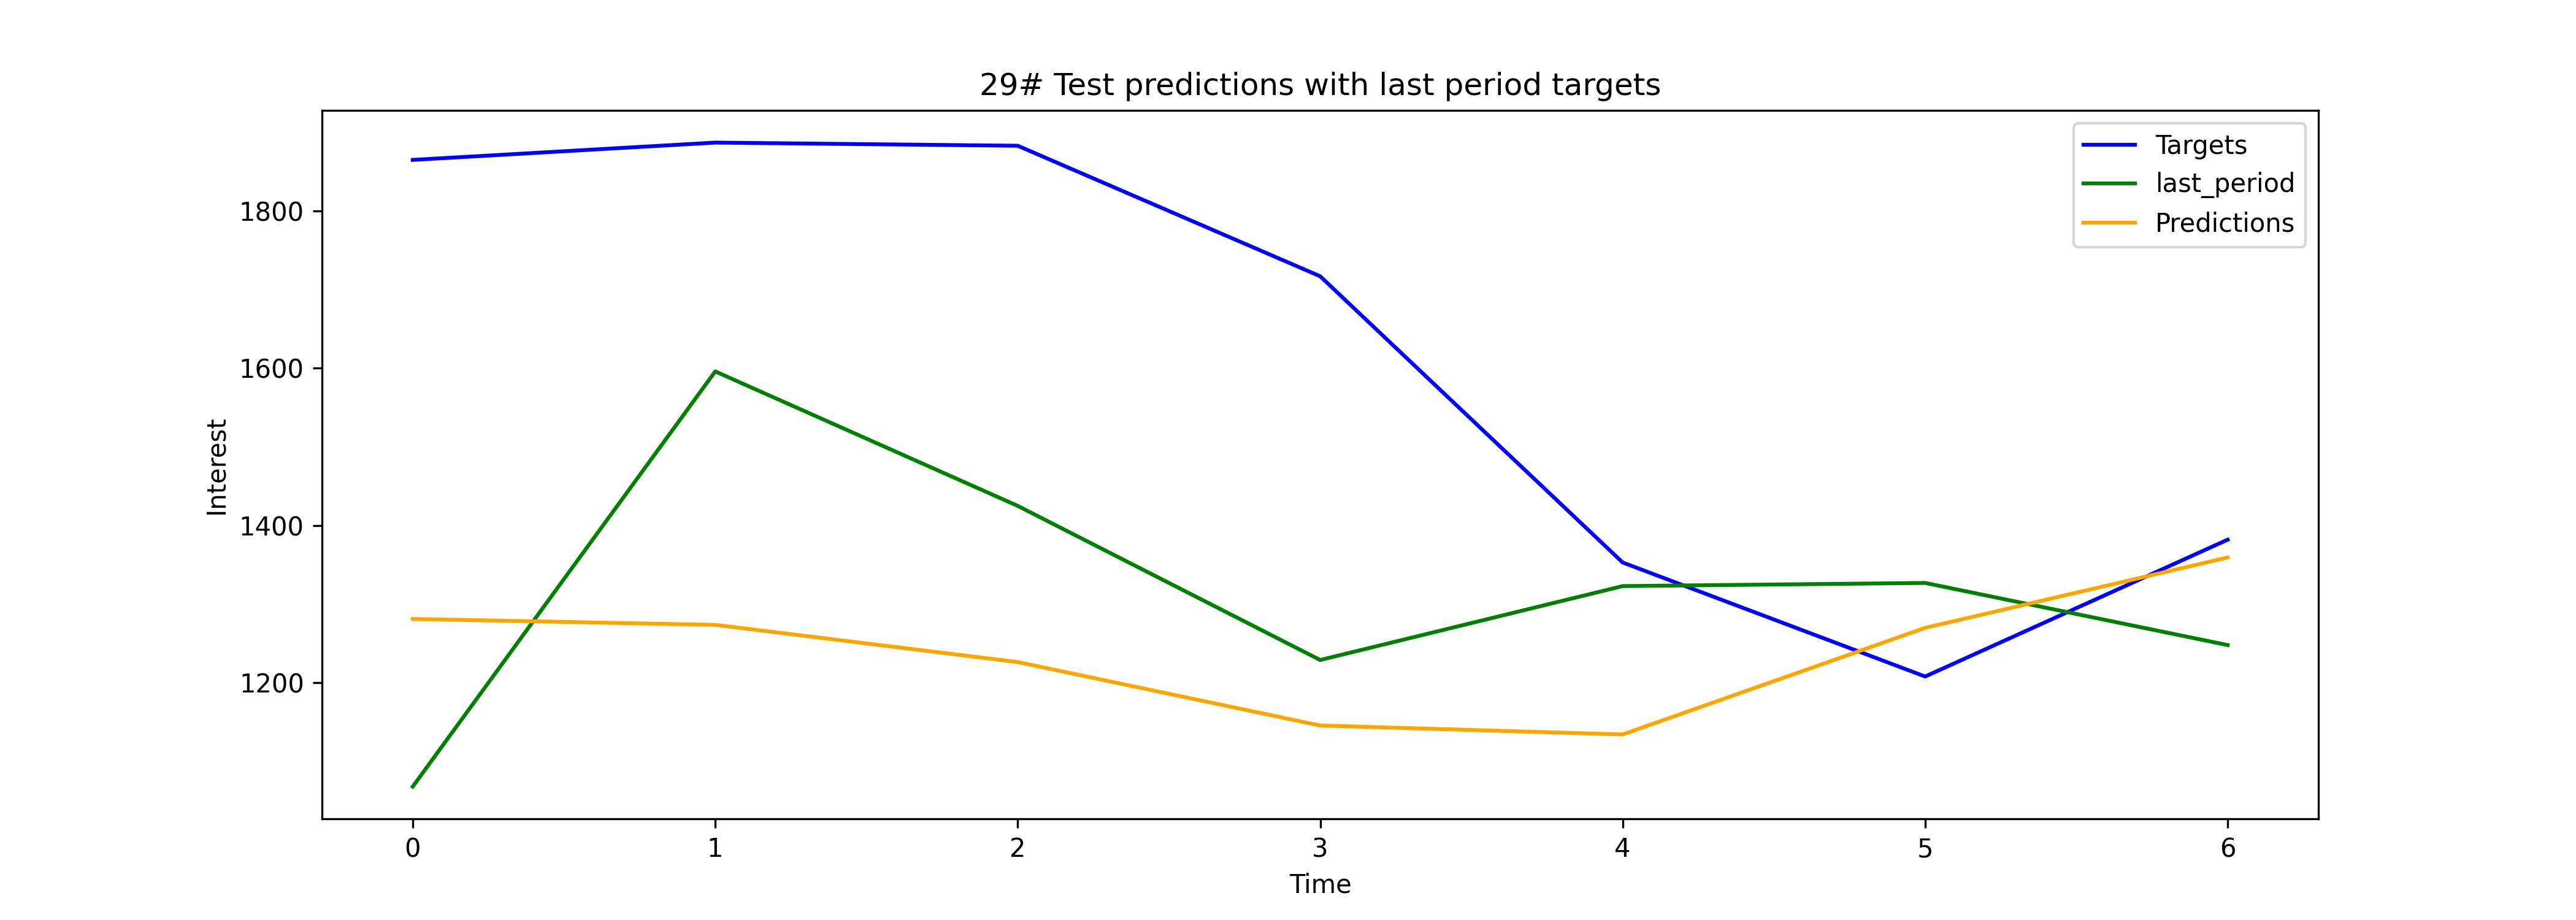 29# Test predictions with last period targets
Targets
last_period
Predictions
1800
1600
1400
1200
Interest
0 1 2 3 4 5 6
Time